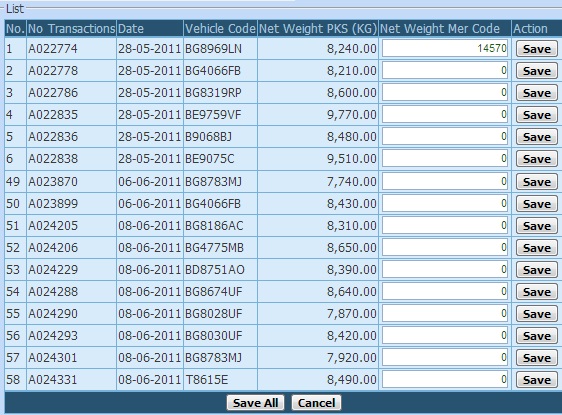 List
No. No Transactions Date Vehicle Code Net Weight PKS (KG) Net Weight Mer Code Action
1 A022774 28-05-2011 BG8969LN 8,240.00 14570 Save
2 A022778 28-05-2011 BG4066FB 8,210.00 0 Save
3 A022786 28-05-2011 BG8319RP 8,600.00 0 Save
4 A022835 28-05-2011 BE9759VF 9,770.00 0 Save
5 A022836 28-05-2011 B9068BJ 8,480.00 0 Save
6 A022838 28-05-2011 BE9075C 9,510.00 0 Save
49 A023870 06-06-2011 BG8783MJ 7,740.00 0 Save
50 A023899 06-06-2011 BG4066FB 8,430.00 0 Save
51 A024205 08-06-2011 BG8186AC 8,310.00 0 Save
52 A024206 08-06-2011 BG4775MB 8,650.00 0 Save
53 A024229 08-06-2011 BD8751AO 8,390.00 0 Save
54 A024288 08-06-2011 BG8674UF 8,640.00 0 Save
55 A024290 08-06-2011 BG8028UF 7,870.00 0 Save
56 A024293 08-06-2011 BG8030UF 8,420.00 0 Save
57 A024301 08-06-2011 BG8783MJ 7,920.00 0 Save
58 A024331 08-06-2011 T8615E 8,490.00 0 Save
Save All Cancel